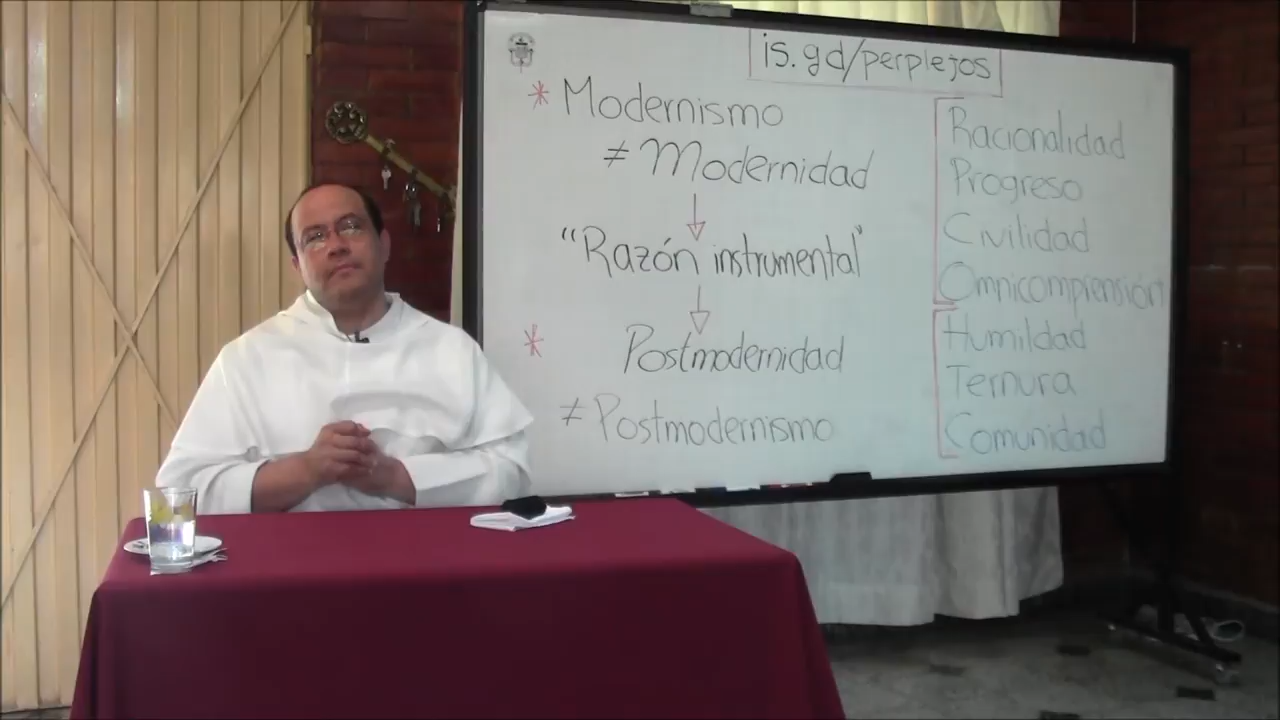 is.gd/perplejos
* Modernismo
≠ Modernidad
"Razón instrumental"
* Postmodernidad
≠ Postmodernismo
Racionalidad
Progreso
Civilidad
Omnicomprensión
Humildad
Ternura
Comunidad